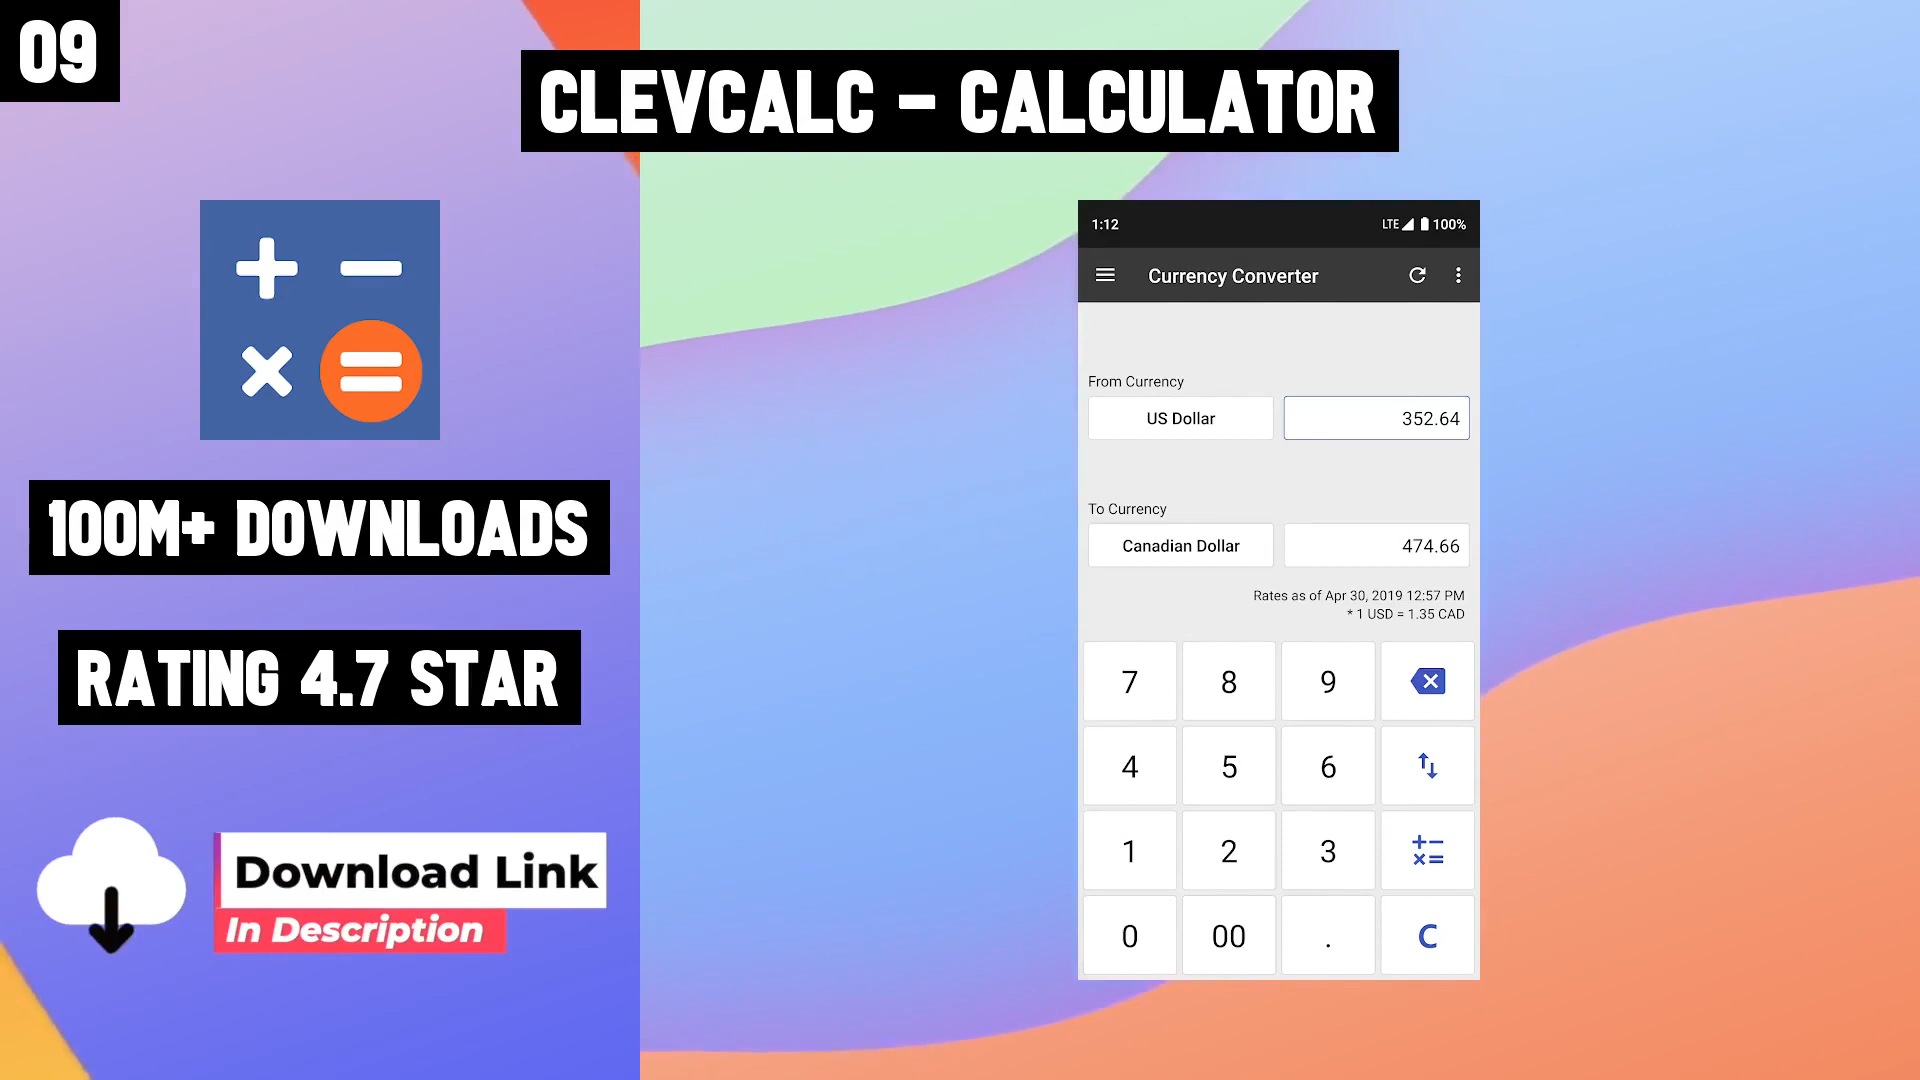 09
CLEVCALC – CALCULATOR
100M+ DOWNLOADS
RATING 4.7 STAR
Download Link
In Description
1:12
LTE 100%
Currency Converter
From Currency
US Dollar 352.64
To Currency
Canadian Dollar 474.66
Rates as of Apr 30, 2019 12:57 PM
* 1 USD = 1.35 CAD
7 8 9
4 5 6
1 2 3
0 00 . C